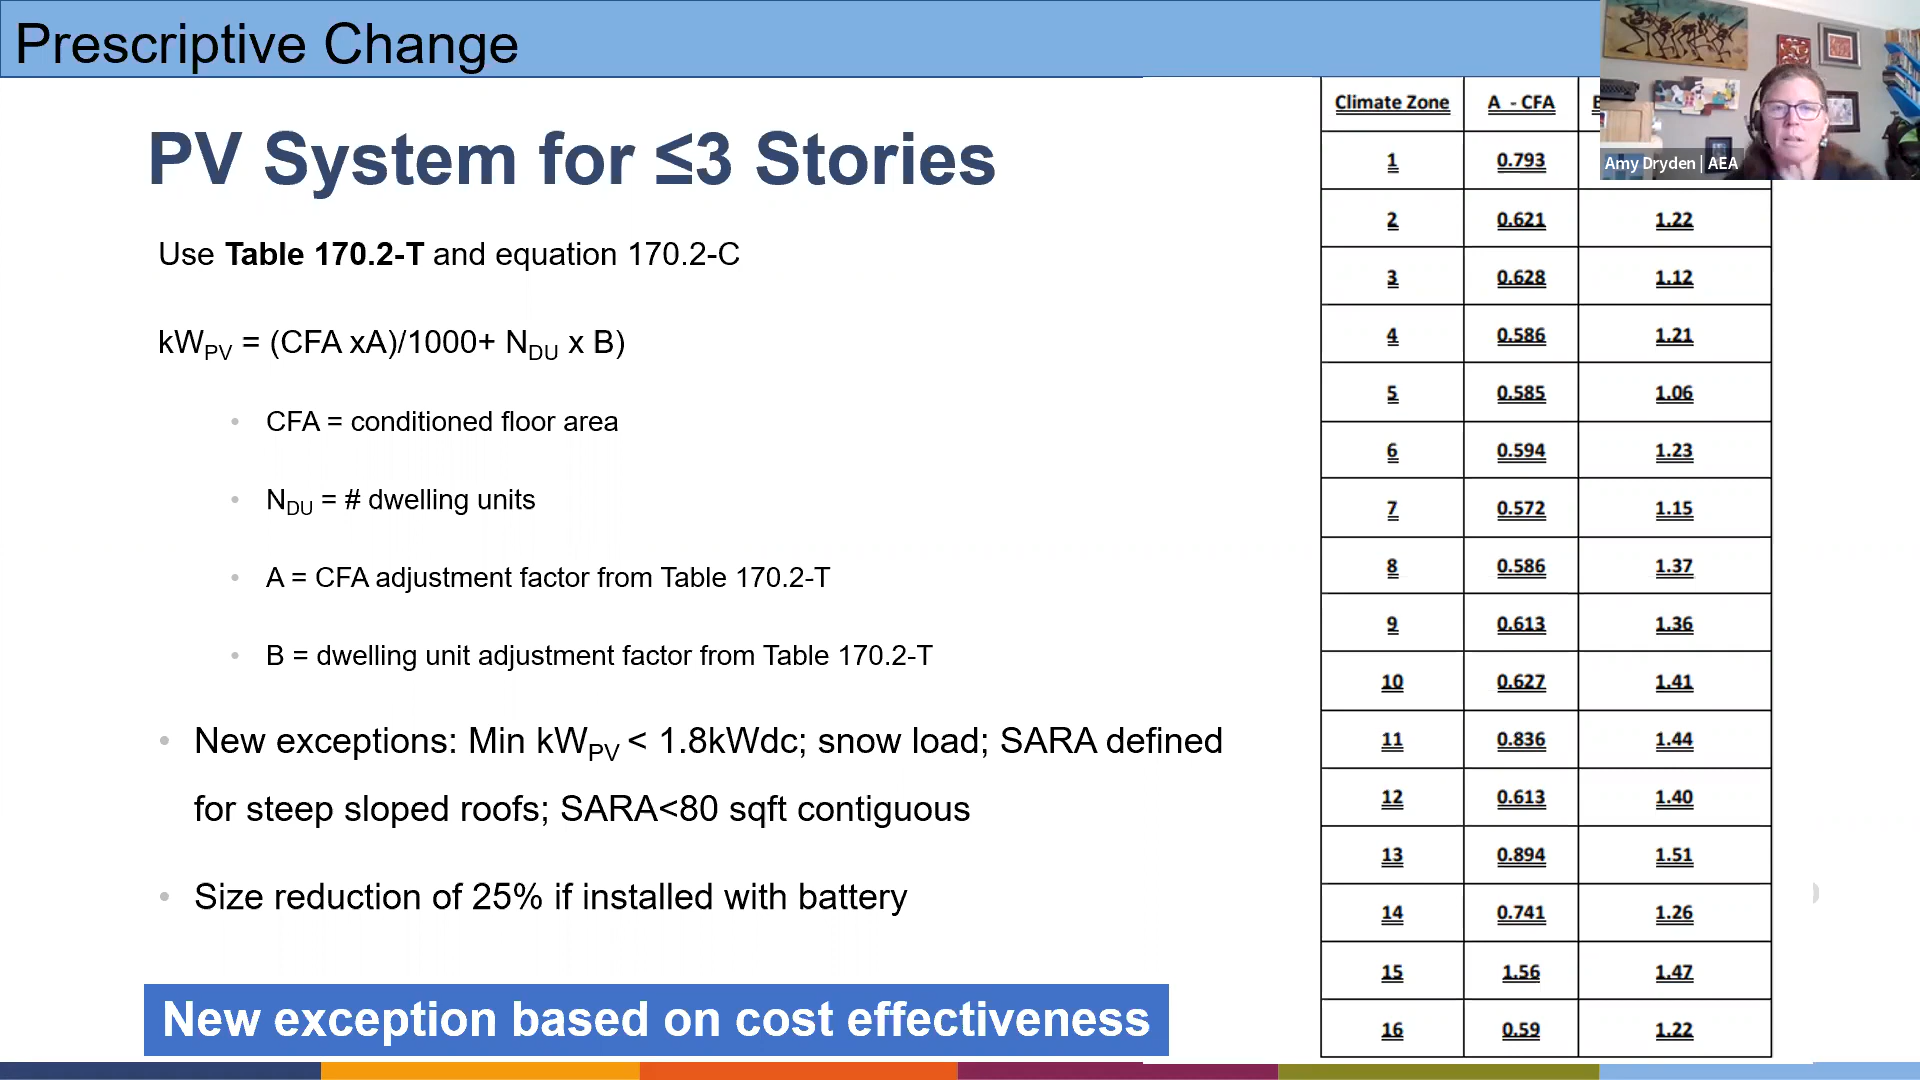 Prescriptive Change
PV System for ≤3 Stories
Use Table 170.2-T and equation 170.2-C
kWPV = (CFA xA)/1000+ NDU x B)
• CFA = conditioned floor area
• NDU = # dwelling units
• A = CFA adjustment factor from Table 170.2-T
• B = dwelling unit adjustment factor from Table 170.2-T
• New exceptions: Min kWPV < 1.8kWdc; snow load; SARA defined
for steep sloped roofs; SARA<80 sqft contiguous
• Size reduction of 25% if installed with battery
New exception based on cost effectiveness
Climate Zone A - CFA
1 0.793
2 0.621 1.22
3 0.628 1.12
4 0.586 1.21
5 0.585 1.06
6 0.594 1.23
7 0.572 1.15
8 0.586 1.37
9 0.613 1.36
10 0.627 1.41
11 0.836 1.44
12 0.613 1.40
13 0.894 1.51
14 0.741 1.26
15 1.56 1.47
16 0.59 1.22
Amy Dryden | AEA